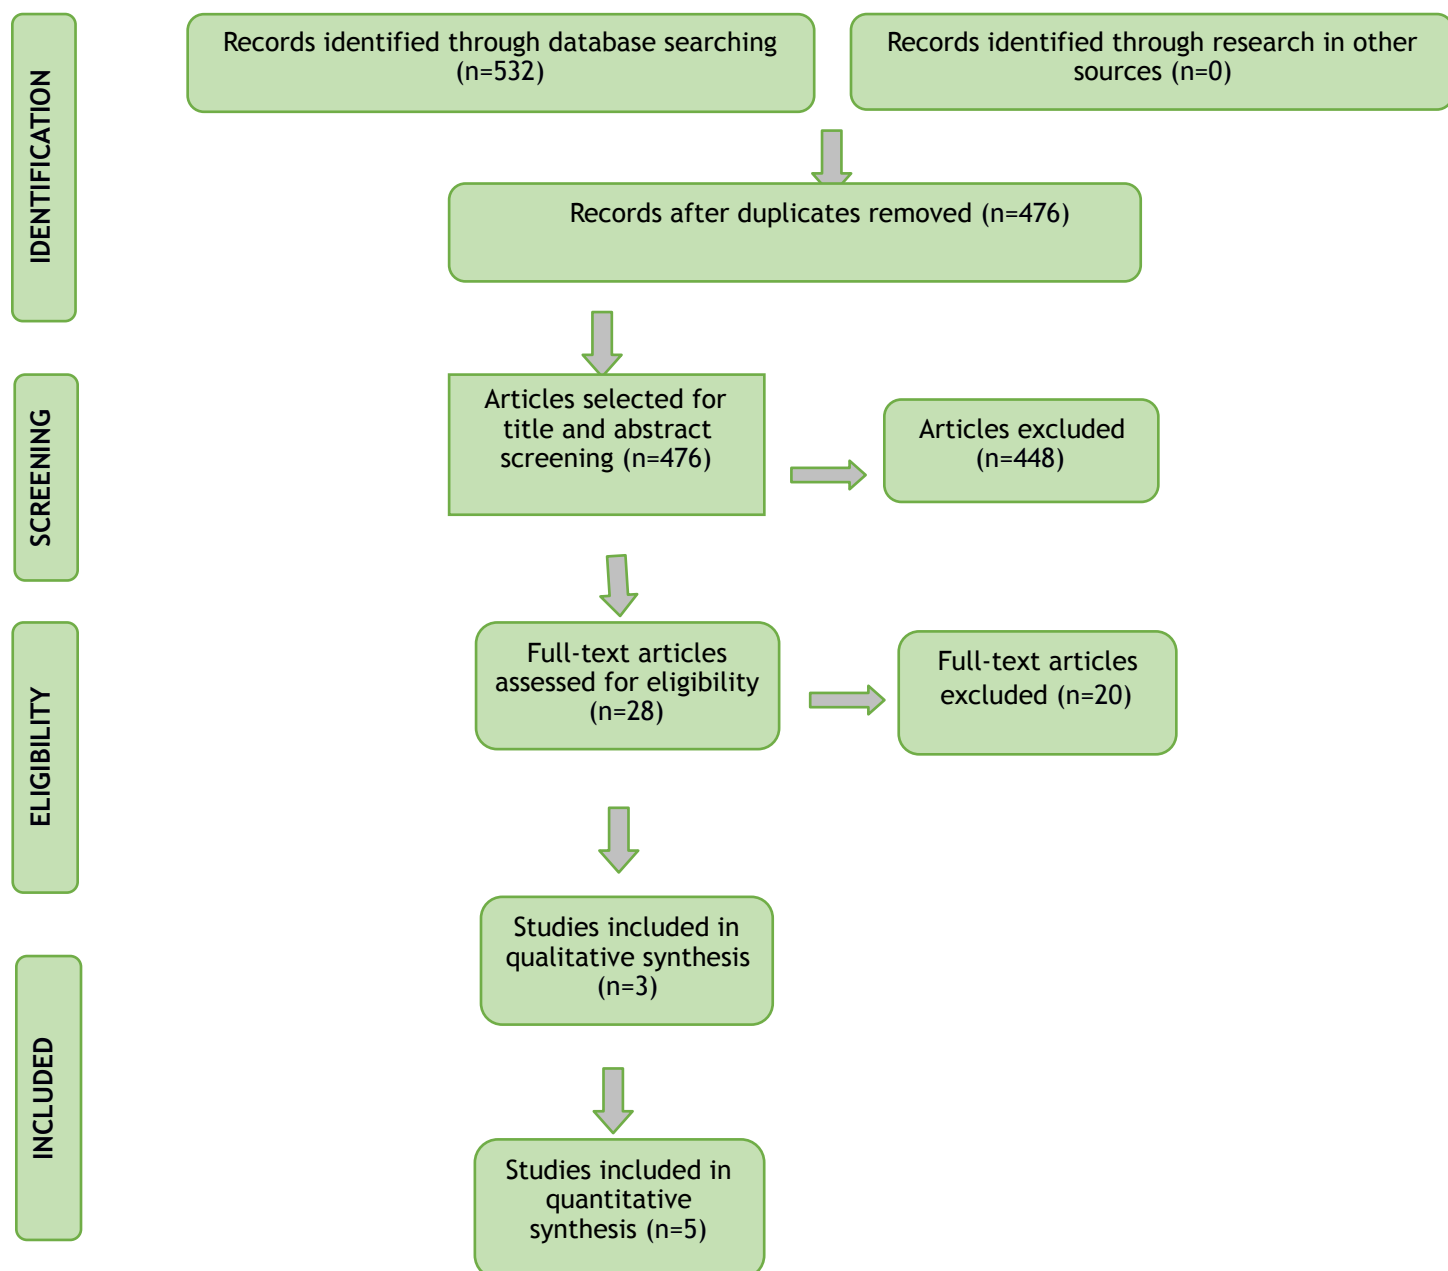 IDENTIFICATION
Records identified through database searching
(n=532)
Records identified through research in other
sources (n=0)
Records after duplicates removed (n=476)
SCREENING
Articles selected for
title and abstract
screening (n=476)
Articles excluded
(n=448)
ELIGIBILITY
Full-text articles
assessed for eligibility
(n=28)
Full-text articles
excluded (n=20)
INCLUDED
Studies included in
qualitative synthesis
(n=3)
Studies included in
quantitative
synthesis (n=5)